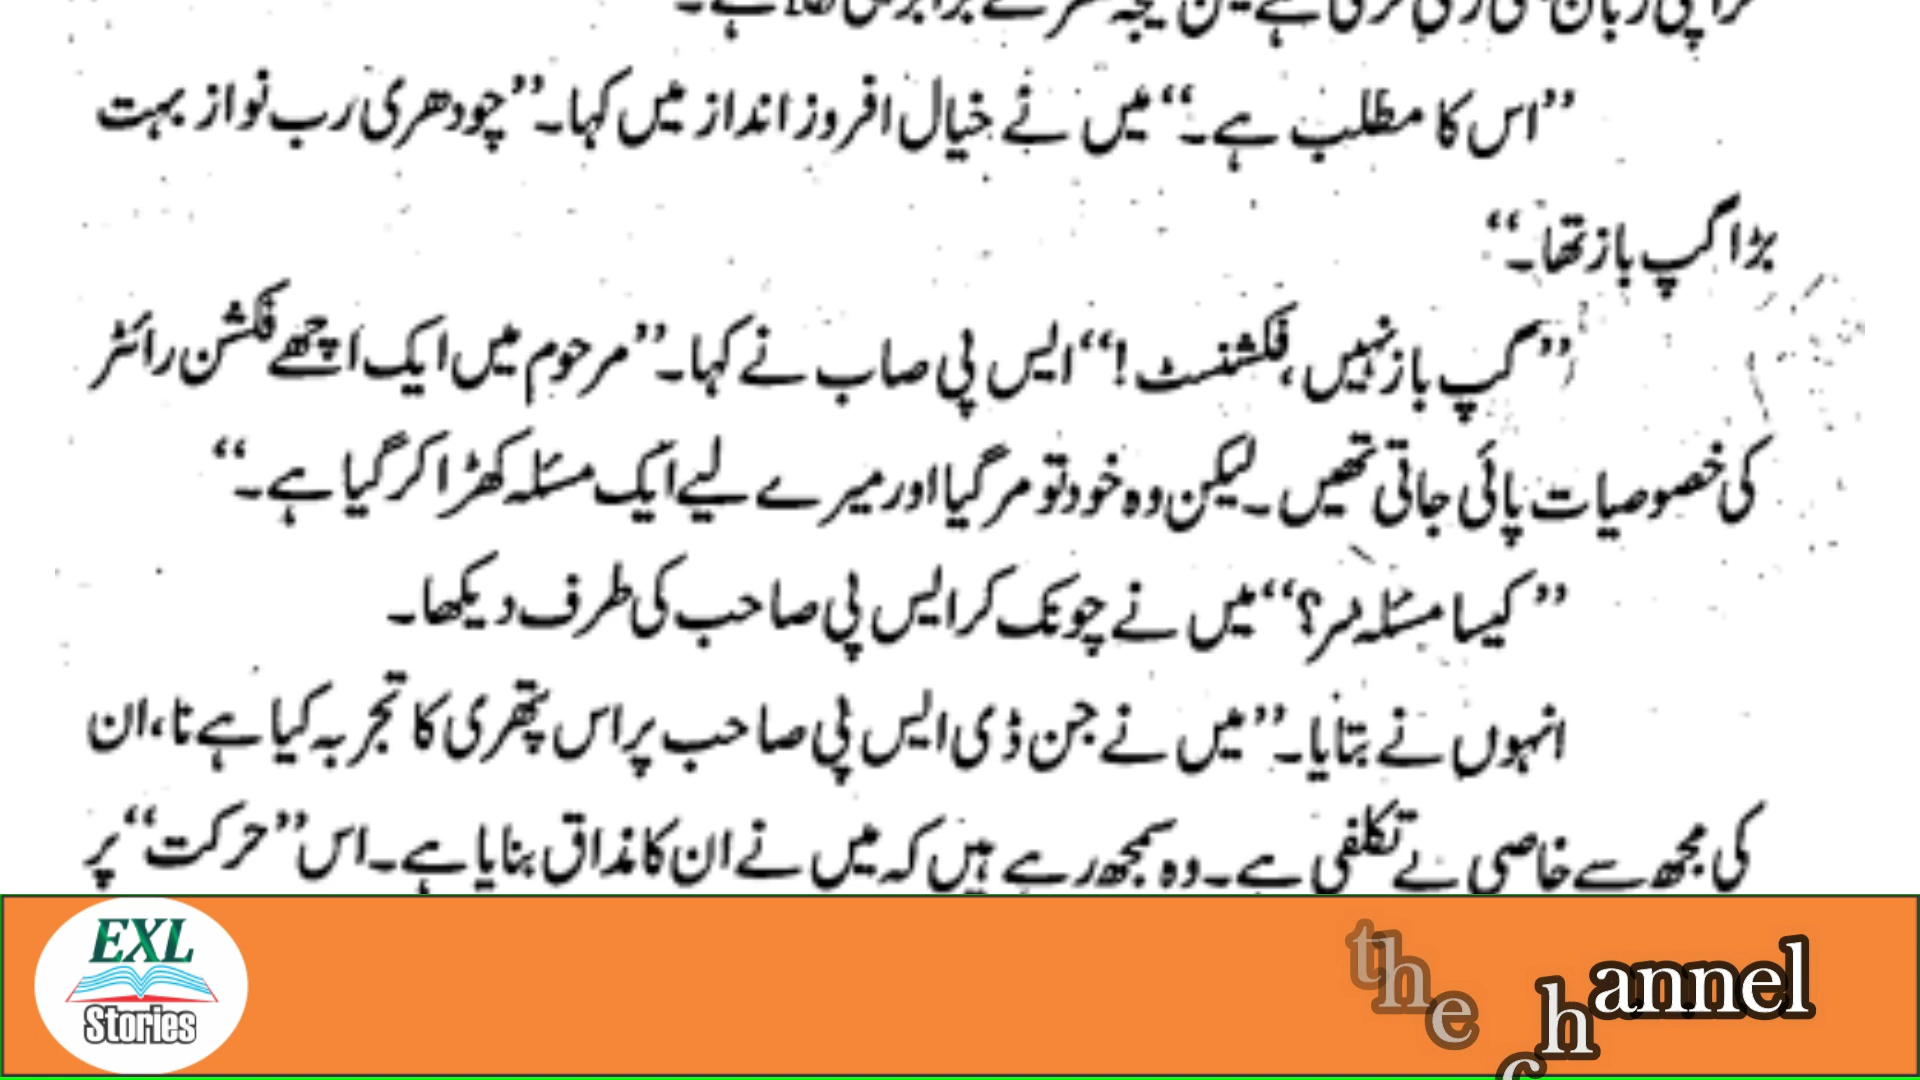 ”اس کا مطلب ہے۔“ میں نے خیال افروز انداز میں کہا۔ ”چودھری رب نواز بہت
بڑا گپ باز تھا۔“
”گپ باز نہیں، فکشنسٹ!“ ایس پی صاب نے کہا۔ ”مرحوم میں ایک اچھے فکشن رائٹر
کی خصوصیات پائی جاتی تھیں۔ لیکن وہ خود تو مر گیا اور میرے لیے ایک مسئلہ کھڑا کر گیا ہے۔“
”کیسا مسئلہ سر؟“ میں نے چونک کر ایس پی صاحب کی طرف دیکھا۔
انہوں نے بتایا۔ ”میں نے جن ڈی ایس پی صاحب پر اس پتھری کا تجربہ کیا ہے نا، ان
کی مجھ سے خاصی بے تکلفی ہے۔ وہ سمجھ رہے ہیں کہ میں نے ان کا مذاق بنایا ہے۔ اس ”حرکت“ پر
EXL
Stories
the channel